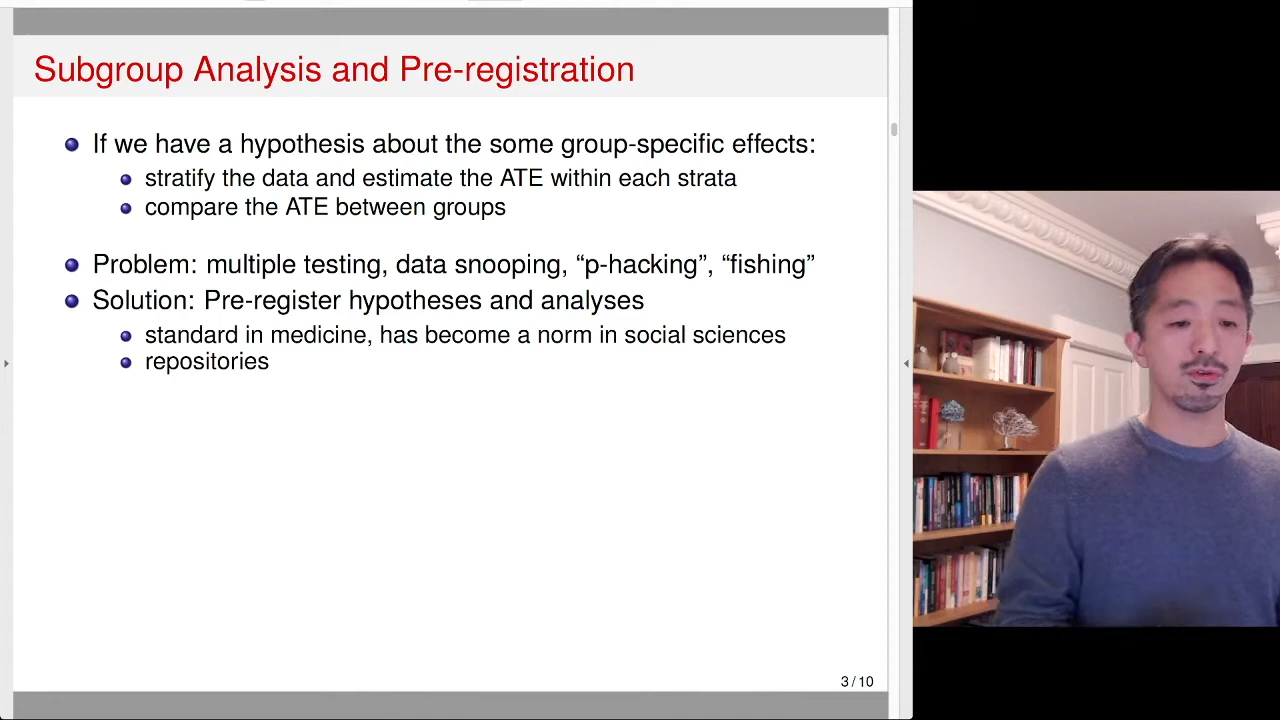 Subgroup Analysis and Pre-registration
If we have a hypothesis about the some group-specific effects:
stratify the data and estimate the ATE within each strata
compare the ATE between groups
Problem: multiple testing, data snooping, “p-hacking”, “fishing”
Solution: Pre-register hypotheses and analyses
standard in medicine, has become a norm in social sciences
repositories
3 / 10